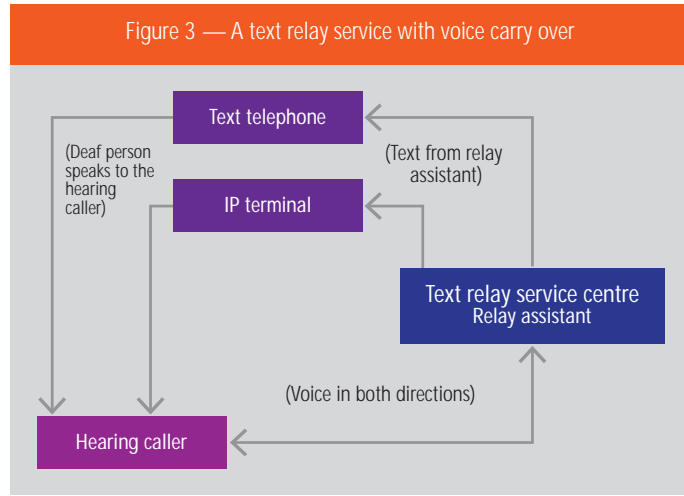 Figure 3 — A text relay service with voice carry over
Text telephone
(Deaf person
speaks to the
hearing
caller)
(Text from relay
assistant)
IP terminal
Text relay service centre
Relay assistant
(Voice in both directions)
Hearing caller